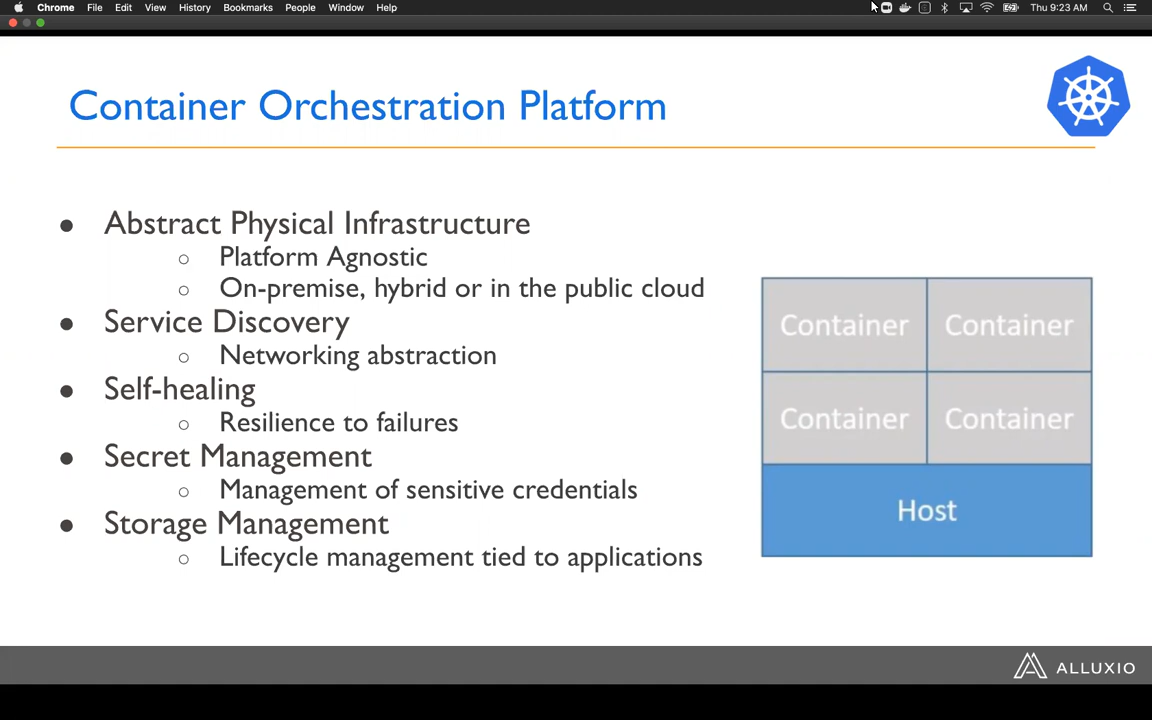 Chrome File Edit View History Bookmarks People Window Help Thu 9:23 AM
Container Orchestration Platform
● Abstract Physical Infrastructure
○ Platform Agnostic
○ On-premise, hybrid or in the public cloud
● Service Discovery
○ Networking abstraction
● Self-healing
○ Resilience to failures
● Secret Management
○ Management of sensitive credentials
● Storage Management
○ Lifecycle management tied to applications
Container Container
Container Container
Host
ALLUXIO